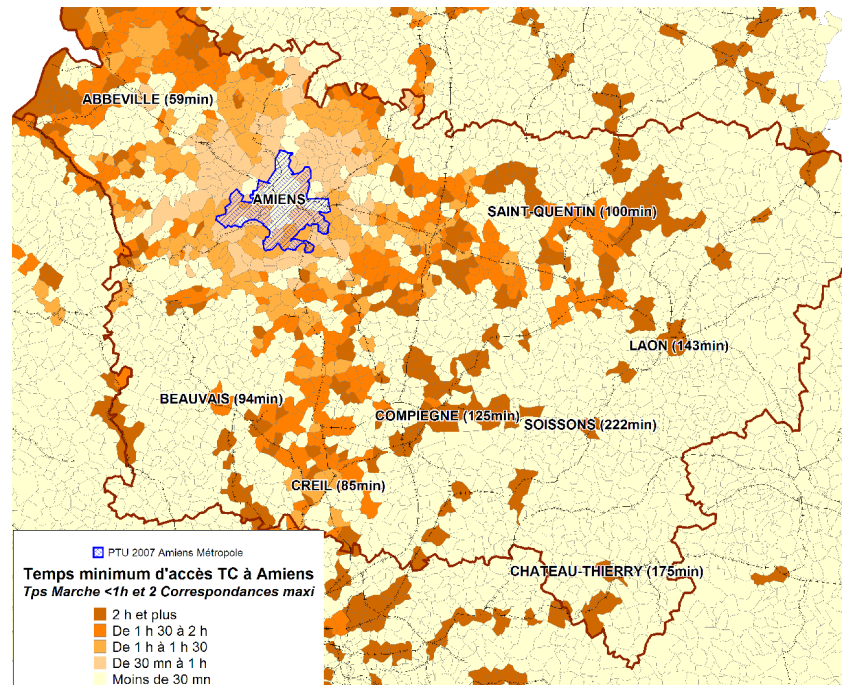 ABBEVILLE (59min)
AMIENS
SAINT-QUENTIN (100min)
LAON (143min)
BEAUVAIS (94min)
COMPIEGNE (125min)
SOISSONS (222min)
CREIL (85min)
CHATEAU-THIERRY (175min)
PTU 2007 Amiens Métropole
Temps minimum d'accès TC à Amiens
Tps Marche <1h et 2 Correspondances maxi
2 h et plus
De 1 h 30 à 2 h
De 1 h à 1 h 30
De 30 mn à 1 h
Moins de 30 mn